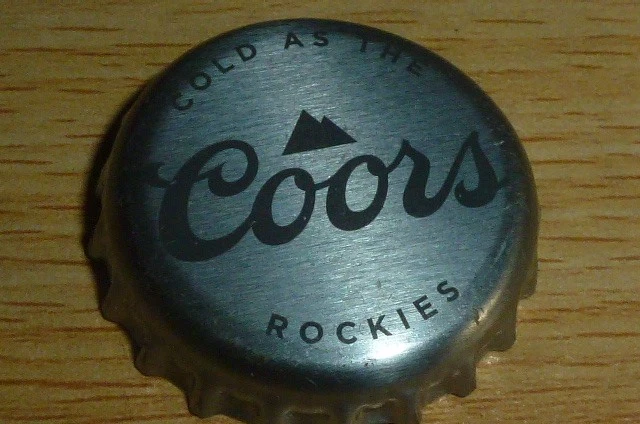 COLD AS THE
Coors
ROCKIES